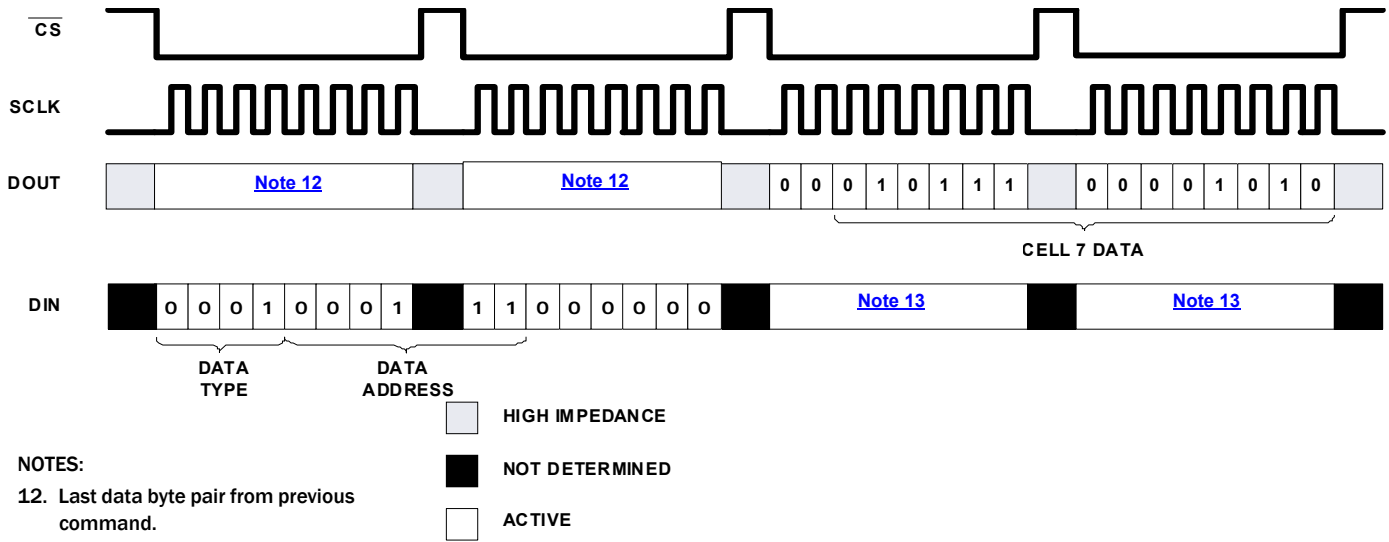 CS
SCLK
DOUT Note 12 Note 12 0 0 0 1 0 1 1 1 0 0 0 0 1 0 1 0
CELL 7 DATA
DIN 0 0 0 1 0 0 0 1 1 1 0 0 0 0 0 0 Note 13 Note 13
DATA TYPE
DATA ADDRESS
HIGH IMPEDANCE
NOT DETERMINED
ACTIVE
NOTES:
12. Last data byte pair from previous
command.